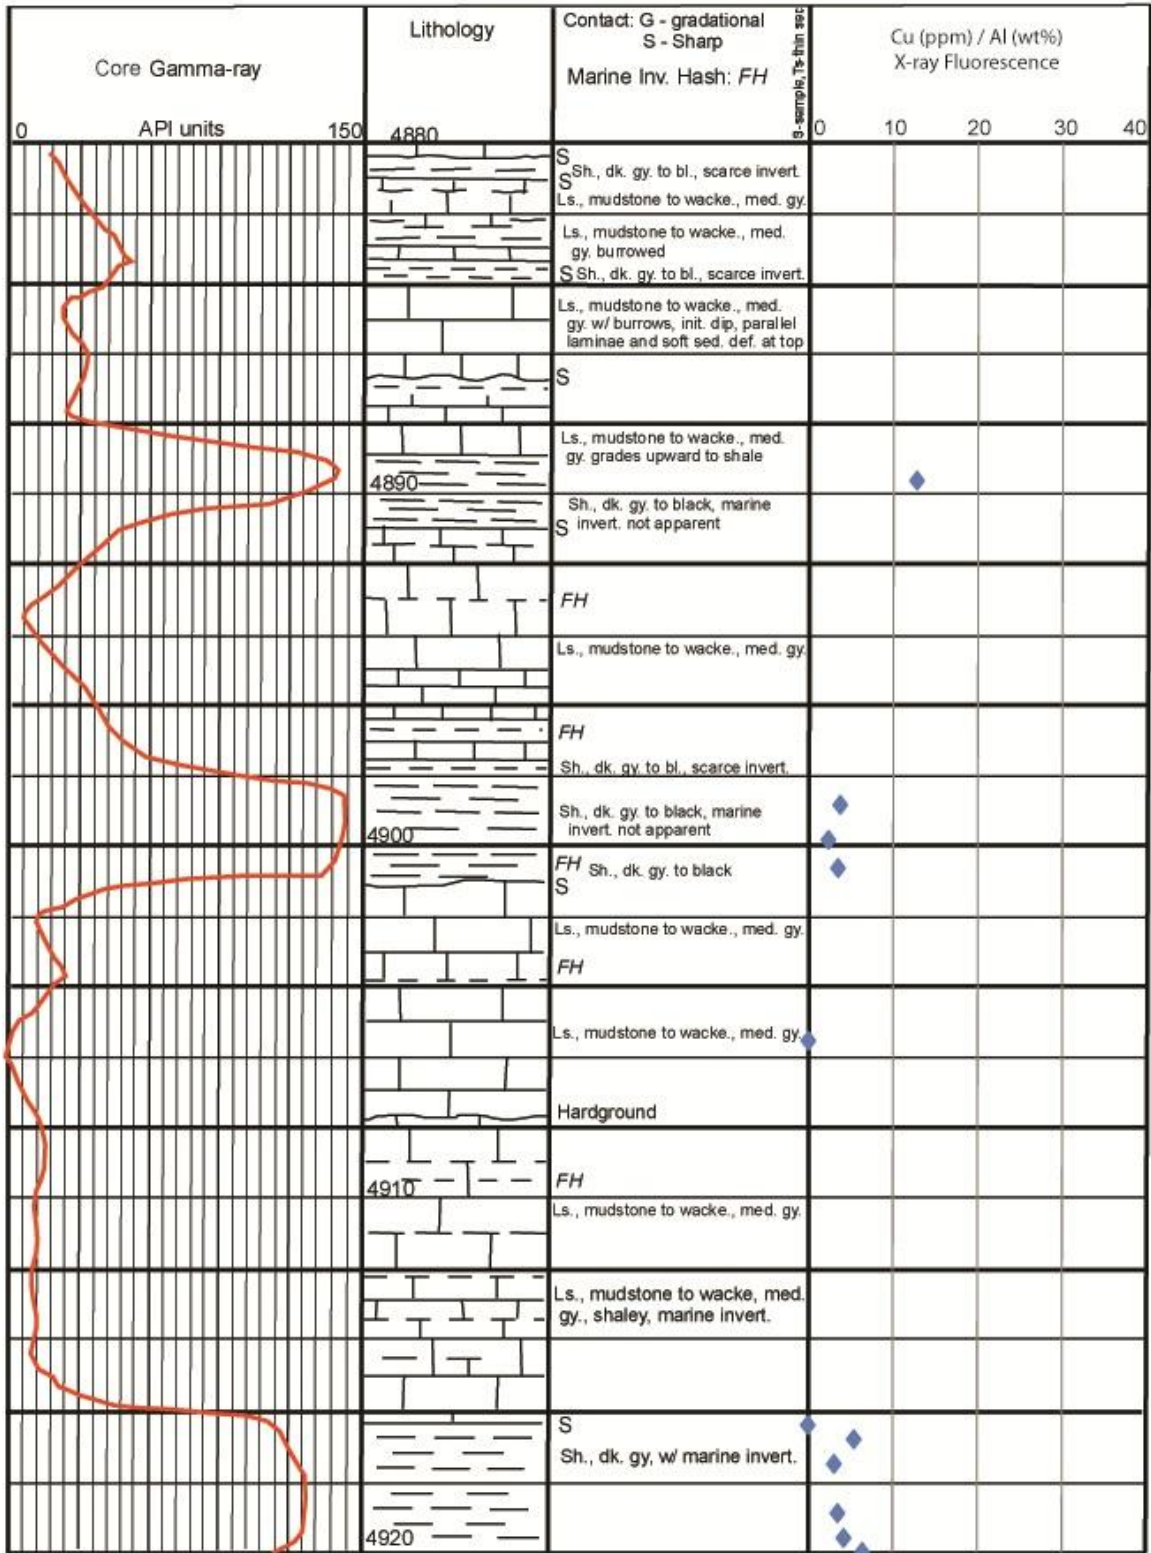 Core Gamma-ray
0 API units 150
Lithology
Contact: G - gradational
S - Sharp
Marine Inv. Hash: FH
S-sample, Ts-thin sec
Cu (ppm) / Al (wt%)
X-ray Fluorescence
0 10 20 30 40
4880
S
Sh., dk. gy. to bl., scarce invert.
S
Ls., mudstone to wacke., med. gy.
Ls., mudstone to wacke., med.
gy. burrowed
S Sh., dk. gy. to bl., scarce invert.
Ls., mudstone to wacke., med.
gy. w/ burrows, init. dip, parallel
laminae and soft sed. def. at top
S
Ls., mudstone to wacke., med.
gy. grades upward to shale
4890
Sh., dk. gy. to black, marine
S invert. not apparent
FH
Ls., mudstone to wacke., med. gy.
FH
Sh., dk. gy. to bl., scarce invert.
Sh., dk. gy. to black, marine
invert. not apparent
4900
FH Sh., dk. gy. to black
S
Ls., mudstone to wacke., med. gy.
FH
Ls., mudstone to wacke., med. gy.
Hardground
FH
4910
Ls., mudstone to wacke., med. gy.
Ls., mudstone to wacke, med.
gy., shaley, marine invert.
S
Sh., dk. gy, w/ marine invert.
4920